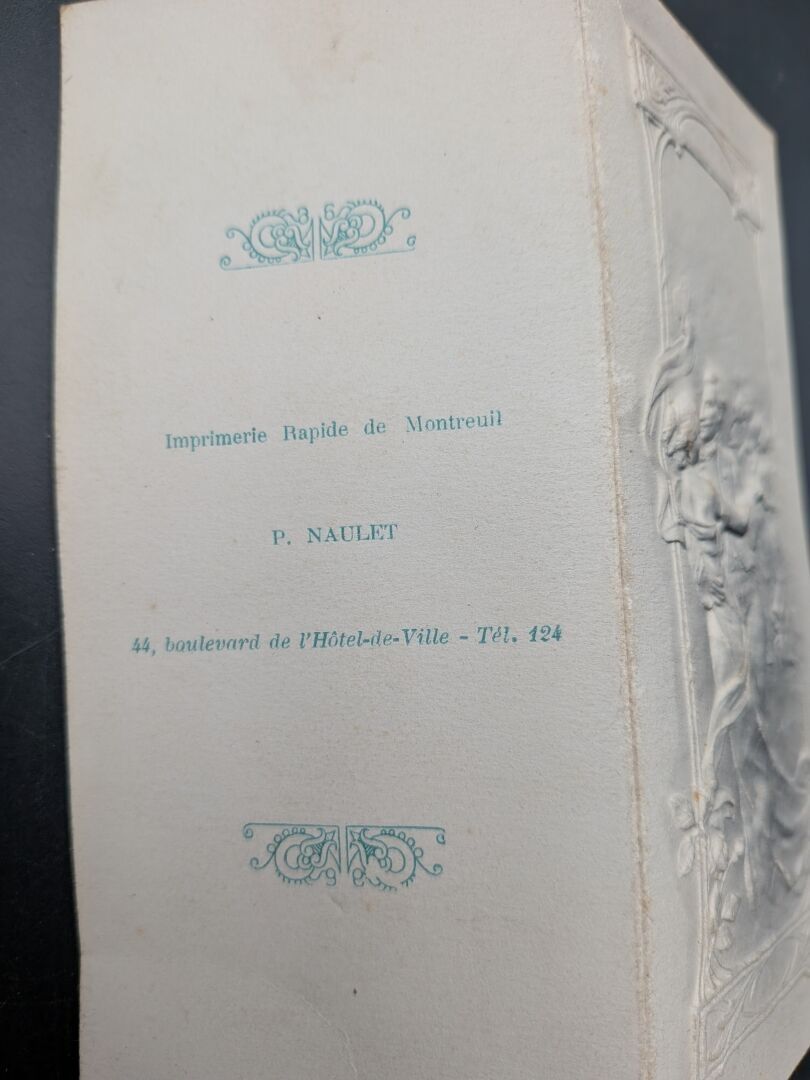 Imprimerie Rapide de Montreuil
P. NAULET
44, boulevard de l'Hôtel-de-Ville - Tél. 124